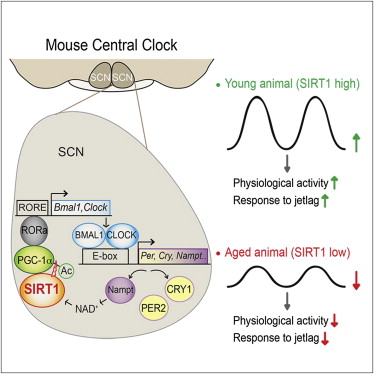 Mouse Central Clock
SCN SCN
SCN
RORE Bmal1,Clock
RORa
BMAL1 CLOCK
E-box Per, Cry, Nampt..
PGC-1α
Ac
SIRT1
NAD+
Nampt
CRY1
PER2
• Young animal (SIRT1 high)
Physiological activity
Response to jetlag
• Aged animal (SIRT1 low)
Physiological activity
Response to jetlag